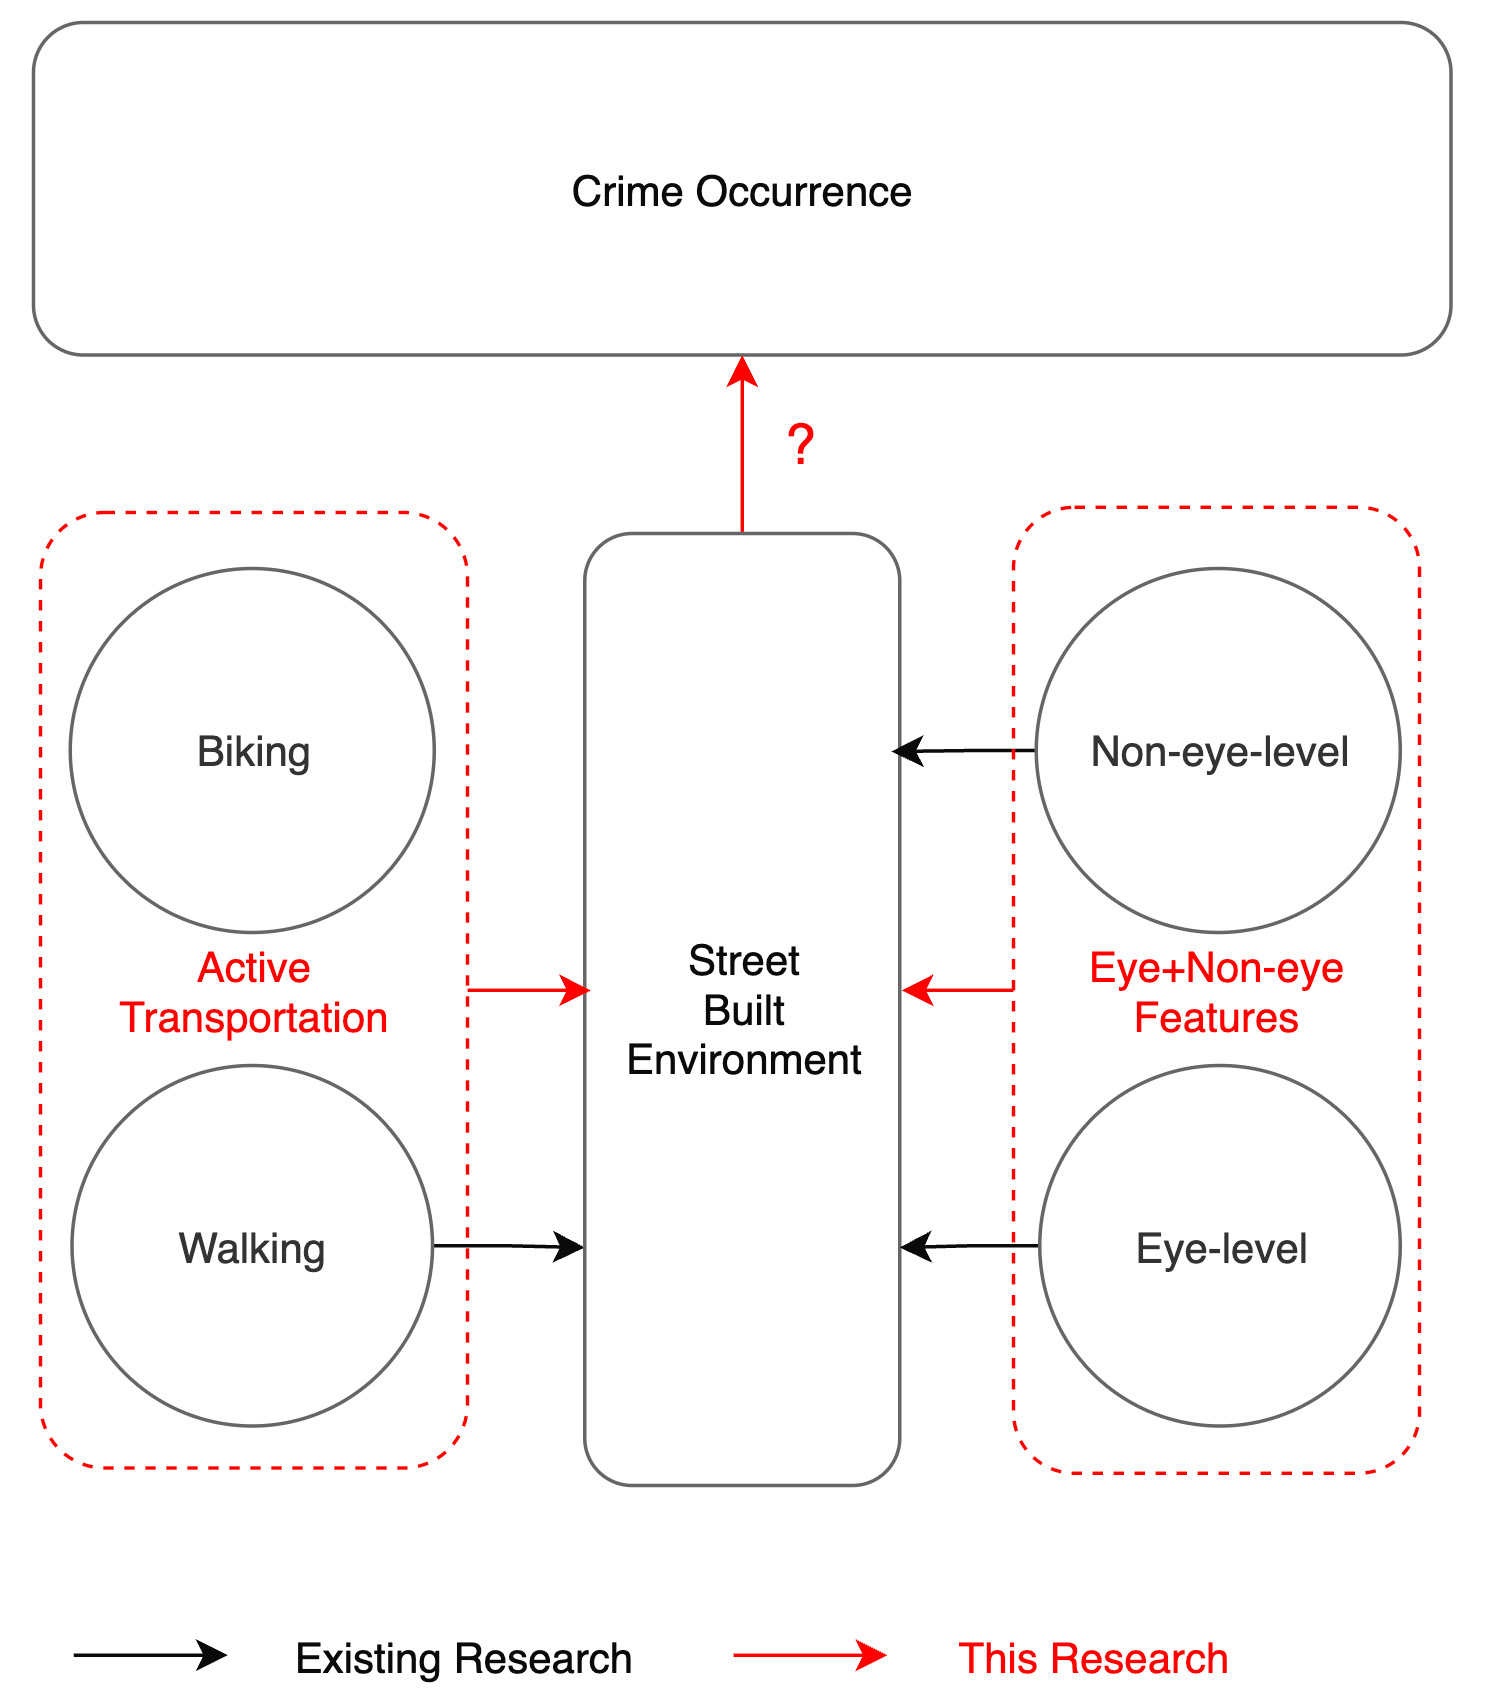 Crime Occurrence
?
Biking
Non-eye-level
Active
Transportation
Street
Built
Environment
Eye+Non-eye
Features
Walking
Eye-level
Existing Research
This Research